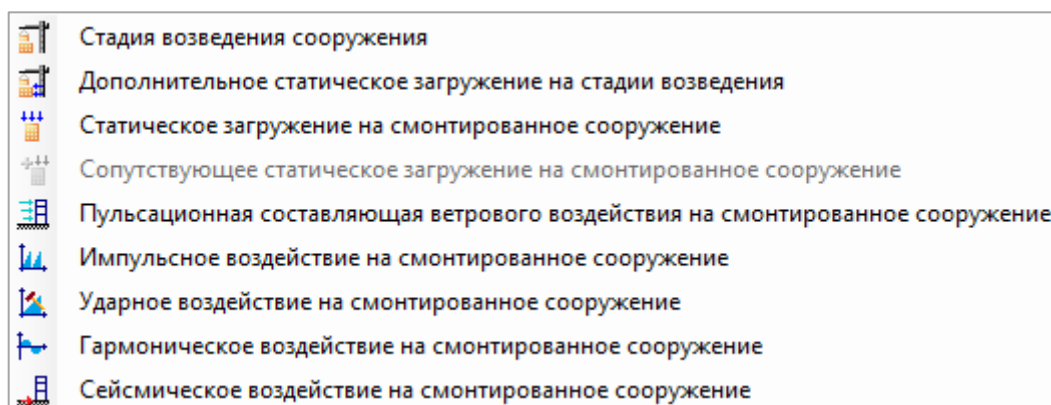 Стадия возведения сооружения
Дополнительное статическое загружение на стадии возведения
Статическое загружение на смонтированное сооружение
Сопутствующее статическое загружение на смонтированное сооружение
Пульсационная составляющая ветрового воздействия на смонтированное сооружение
Импульсное воздействие на смонтированное сооружение
Ударное воздействие на смонтированное сооружение
Гармоническое воздействие на смонтированное сооружение
Сейсмическое воздействие на смонтированное сооружение